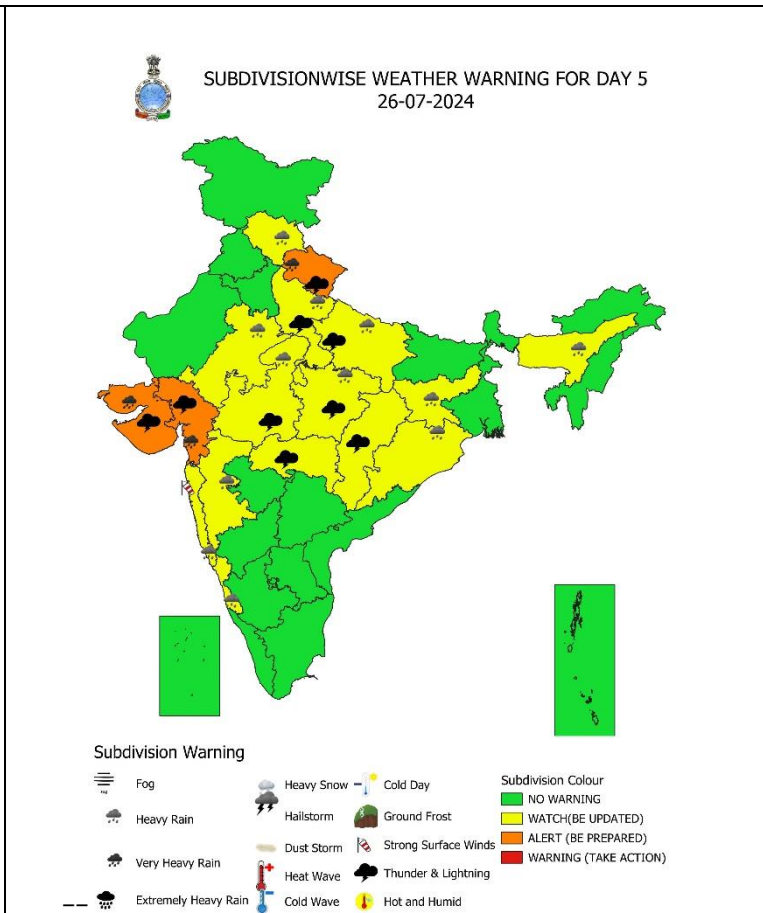 SUBDIVISIONWISE WEATHER WARNING FOR DAY 5
26-07-2024
Subdivision Warning
Fog
Heavy Rain
Very Heavy Rain
Extremely Heavy Rain
Heavy Snow
Hailstorm
Dust Storm
Heat Wave
Cold Wave
Cold Day
Ground Frost
Strong Surface Winds
Thunder & Lightning
Hot and Humid
Subdivision Colour
NO WARNING
WATCH(BE UPDATED)
ALERT (BE PREPARED)
WARNING (TAKE ACTION)